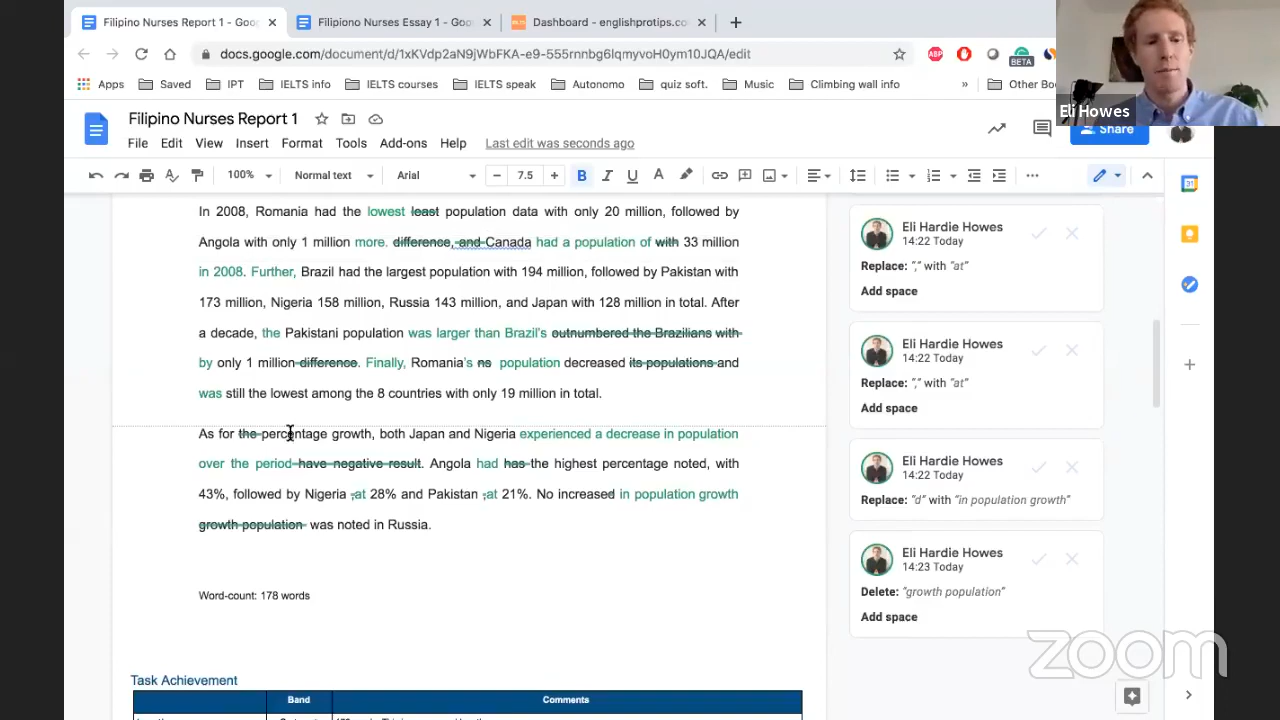 Filipino Nurses Report 1 - Goo
Filipiono Nurses Essay 1 - Goo
Dashboard - englishprotips.co
docs.google.com/document/d/1xKVdp2aN9jWbFKA-e9-555rnnbg6lqmyvoH0ym10JQA/edit
BETA
Apps Saved IPT IELTS info IELTS courses IELTS speak Autonomo quiz soft. Music Climbing wall info » Other Boo
Eli Howes
Filipino Nurses Report 1
Share
File Edit View Insert Format Tools Add-ons Help Last edit was seconds ago
100% Normal text Arial 7.5 B I U A
In 2008, Romania had the lowest least population data with only 20 million, followed by
Angola with only 1 million more. difference, and Canada had a population of with 33 million
in 2008. Further, Brazil had the largest population with 194 million, followed by Pakistan with
173 million, Nigeria 158 million, Russia 143 million, and Japan with 128 million in total. After
a decade, the Pakistani population was larger than Brazil's outnumbered the Brazilians with
by only 1 million difference. Finally, Romania's ns population decreased its populations and
was still the lowest among the 8 countries with only 19 million in total.
As for the percentage growth, both Japan and Nigeria experienced a decrease in population
over the period have negative result. Angola had has the highest percentage noted, with
43%, followed by Nigeria , at 28% and Pakistan , at 21%. No increased in population growth
growth population was noted in Russia.
Word-count: 178 words
Task Achievement
Band Comments
Eli Hardie Howes
14:22 Today
Replace: "," with "at"
Add space
Eli Hardie Howes
14:22 Today
Replace: "," with "at"
Add space
Eli Hardie Howes
14:22 Today
Replace: "d" with "in population growth"
Eli Hardie Howes
14:23 Today
Delete: "growth population"
Add space
31
zoom